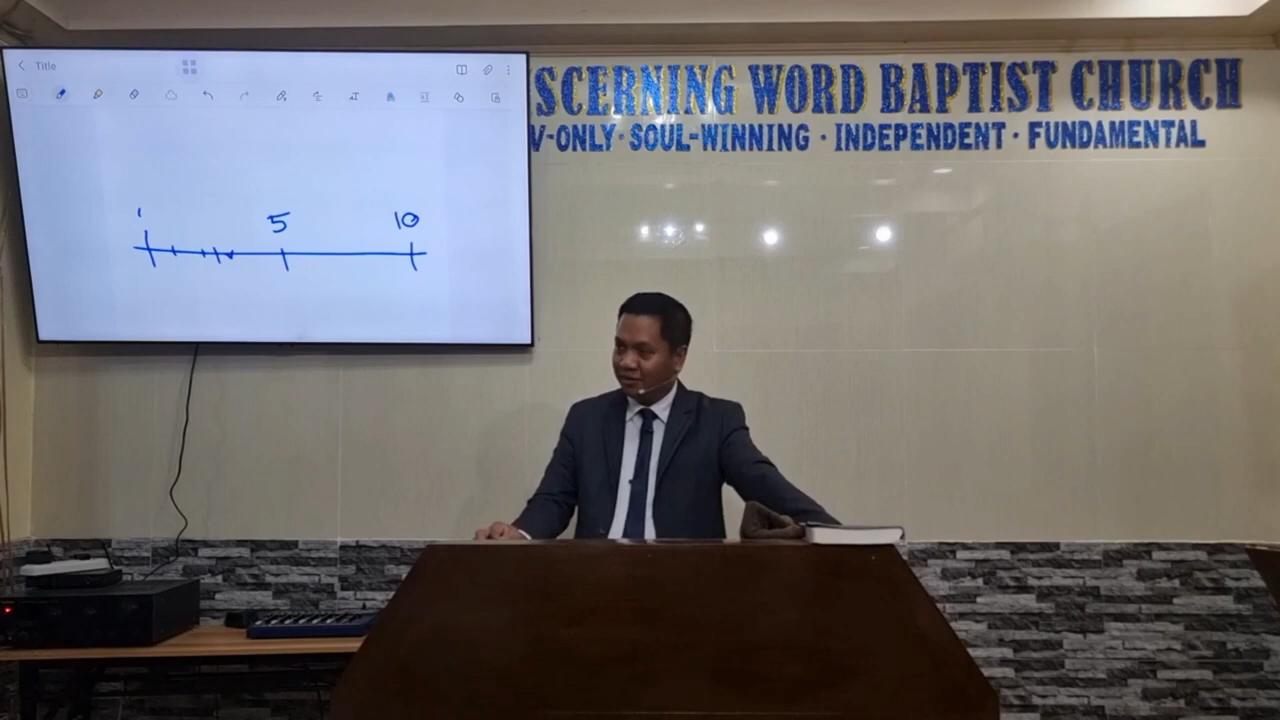 Title
SCERNING WORD BAPTIST CHURCH
V-ONLY · SOUL-WINNING · INDEPENDENT · FUNDAMENTAL
1 5 10